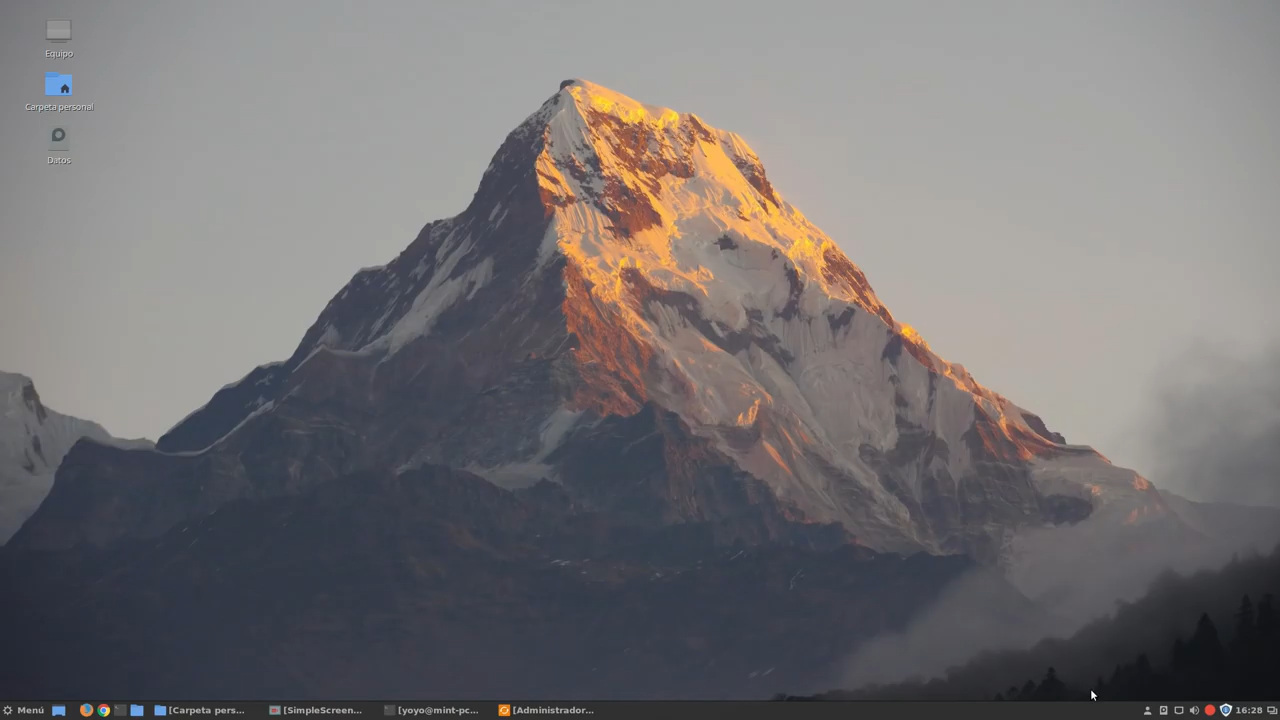 Equipo
Carpeta personal
Datos
Menú
[Carpeta pers...
[SimpleScreen...
[yoyo@mint-pc...
[Administrador...
16:28